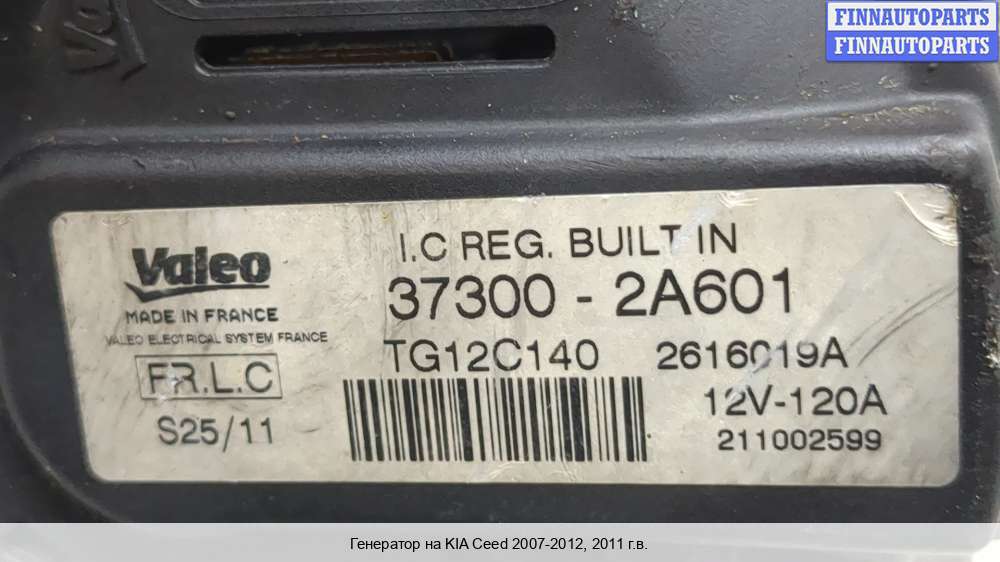 FINNAUTOPARTS
FINNAUTOPARTS
Valeo
MADE IN FRANCE
VALEO ELECTRICAL SYSTEM FRANCE
FR.L.C
S25/11
I.C REG. BUILT IN
37300 - 2A601
TG12C140 2616019A
12V-120A
211002599
Генератор на KIA Ceed 2007-2012, 2011 г.в.